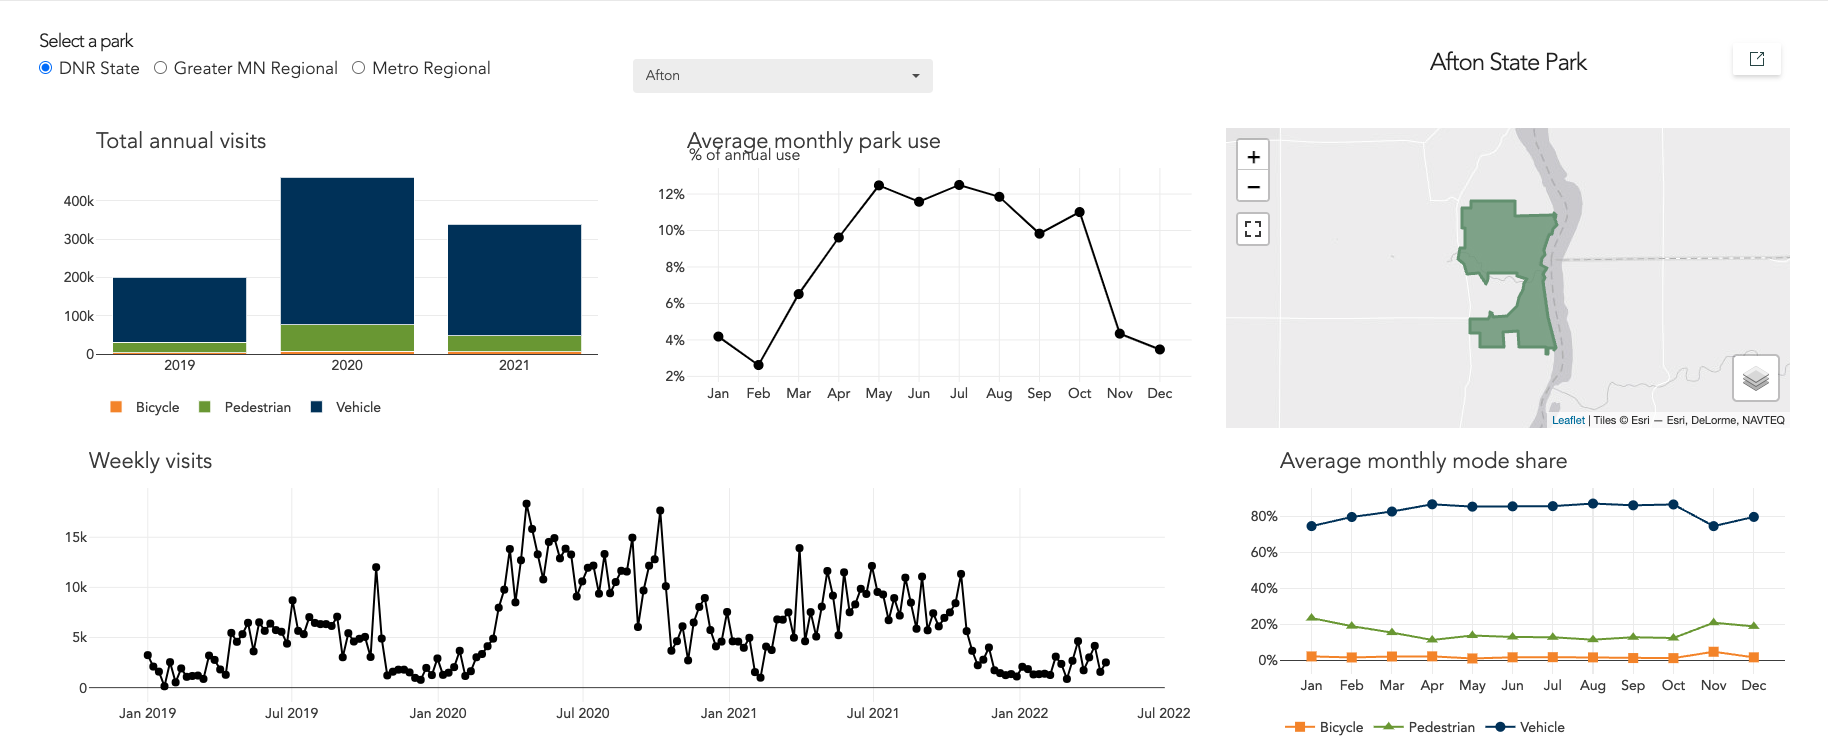 Select a park
DNR State Greater MN Regional Metro Regional
Afton
Afton State Park
Total annual visits
400k
300k
200k
100k
0
2019 2020 2021
Bicycle Pedestrian Vehicle
Average monthly park use
% of annual use
12%
10%
8%
6%
4%
2%
Jan Feb Mar Apr May Jun Jul Aug Sep Oct Nov Dec
+
−
Leaflet | Tiles © Esri — Esri, DeLorme, NAVTEQ
Weekly visits
15k
10k
5k
0
Jan 2019 Jul 2019 Jan 2020 Jul 2020 Jan 2021 Jul 2021 Jan 2022 Jul 2022
Average monthly mode share
80%
60%
40%
20%
0%
Jan Feb Mar Apr May Jun Jul Aug Sep Oct Nov Dec
Bicycle Pedestrian Vehicle